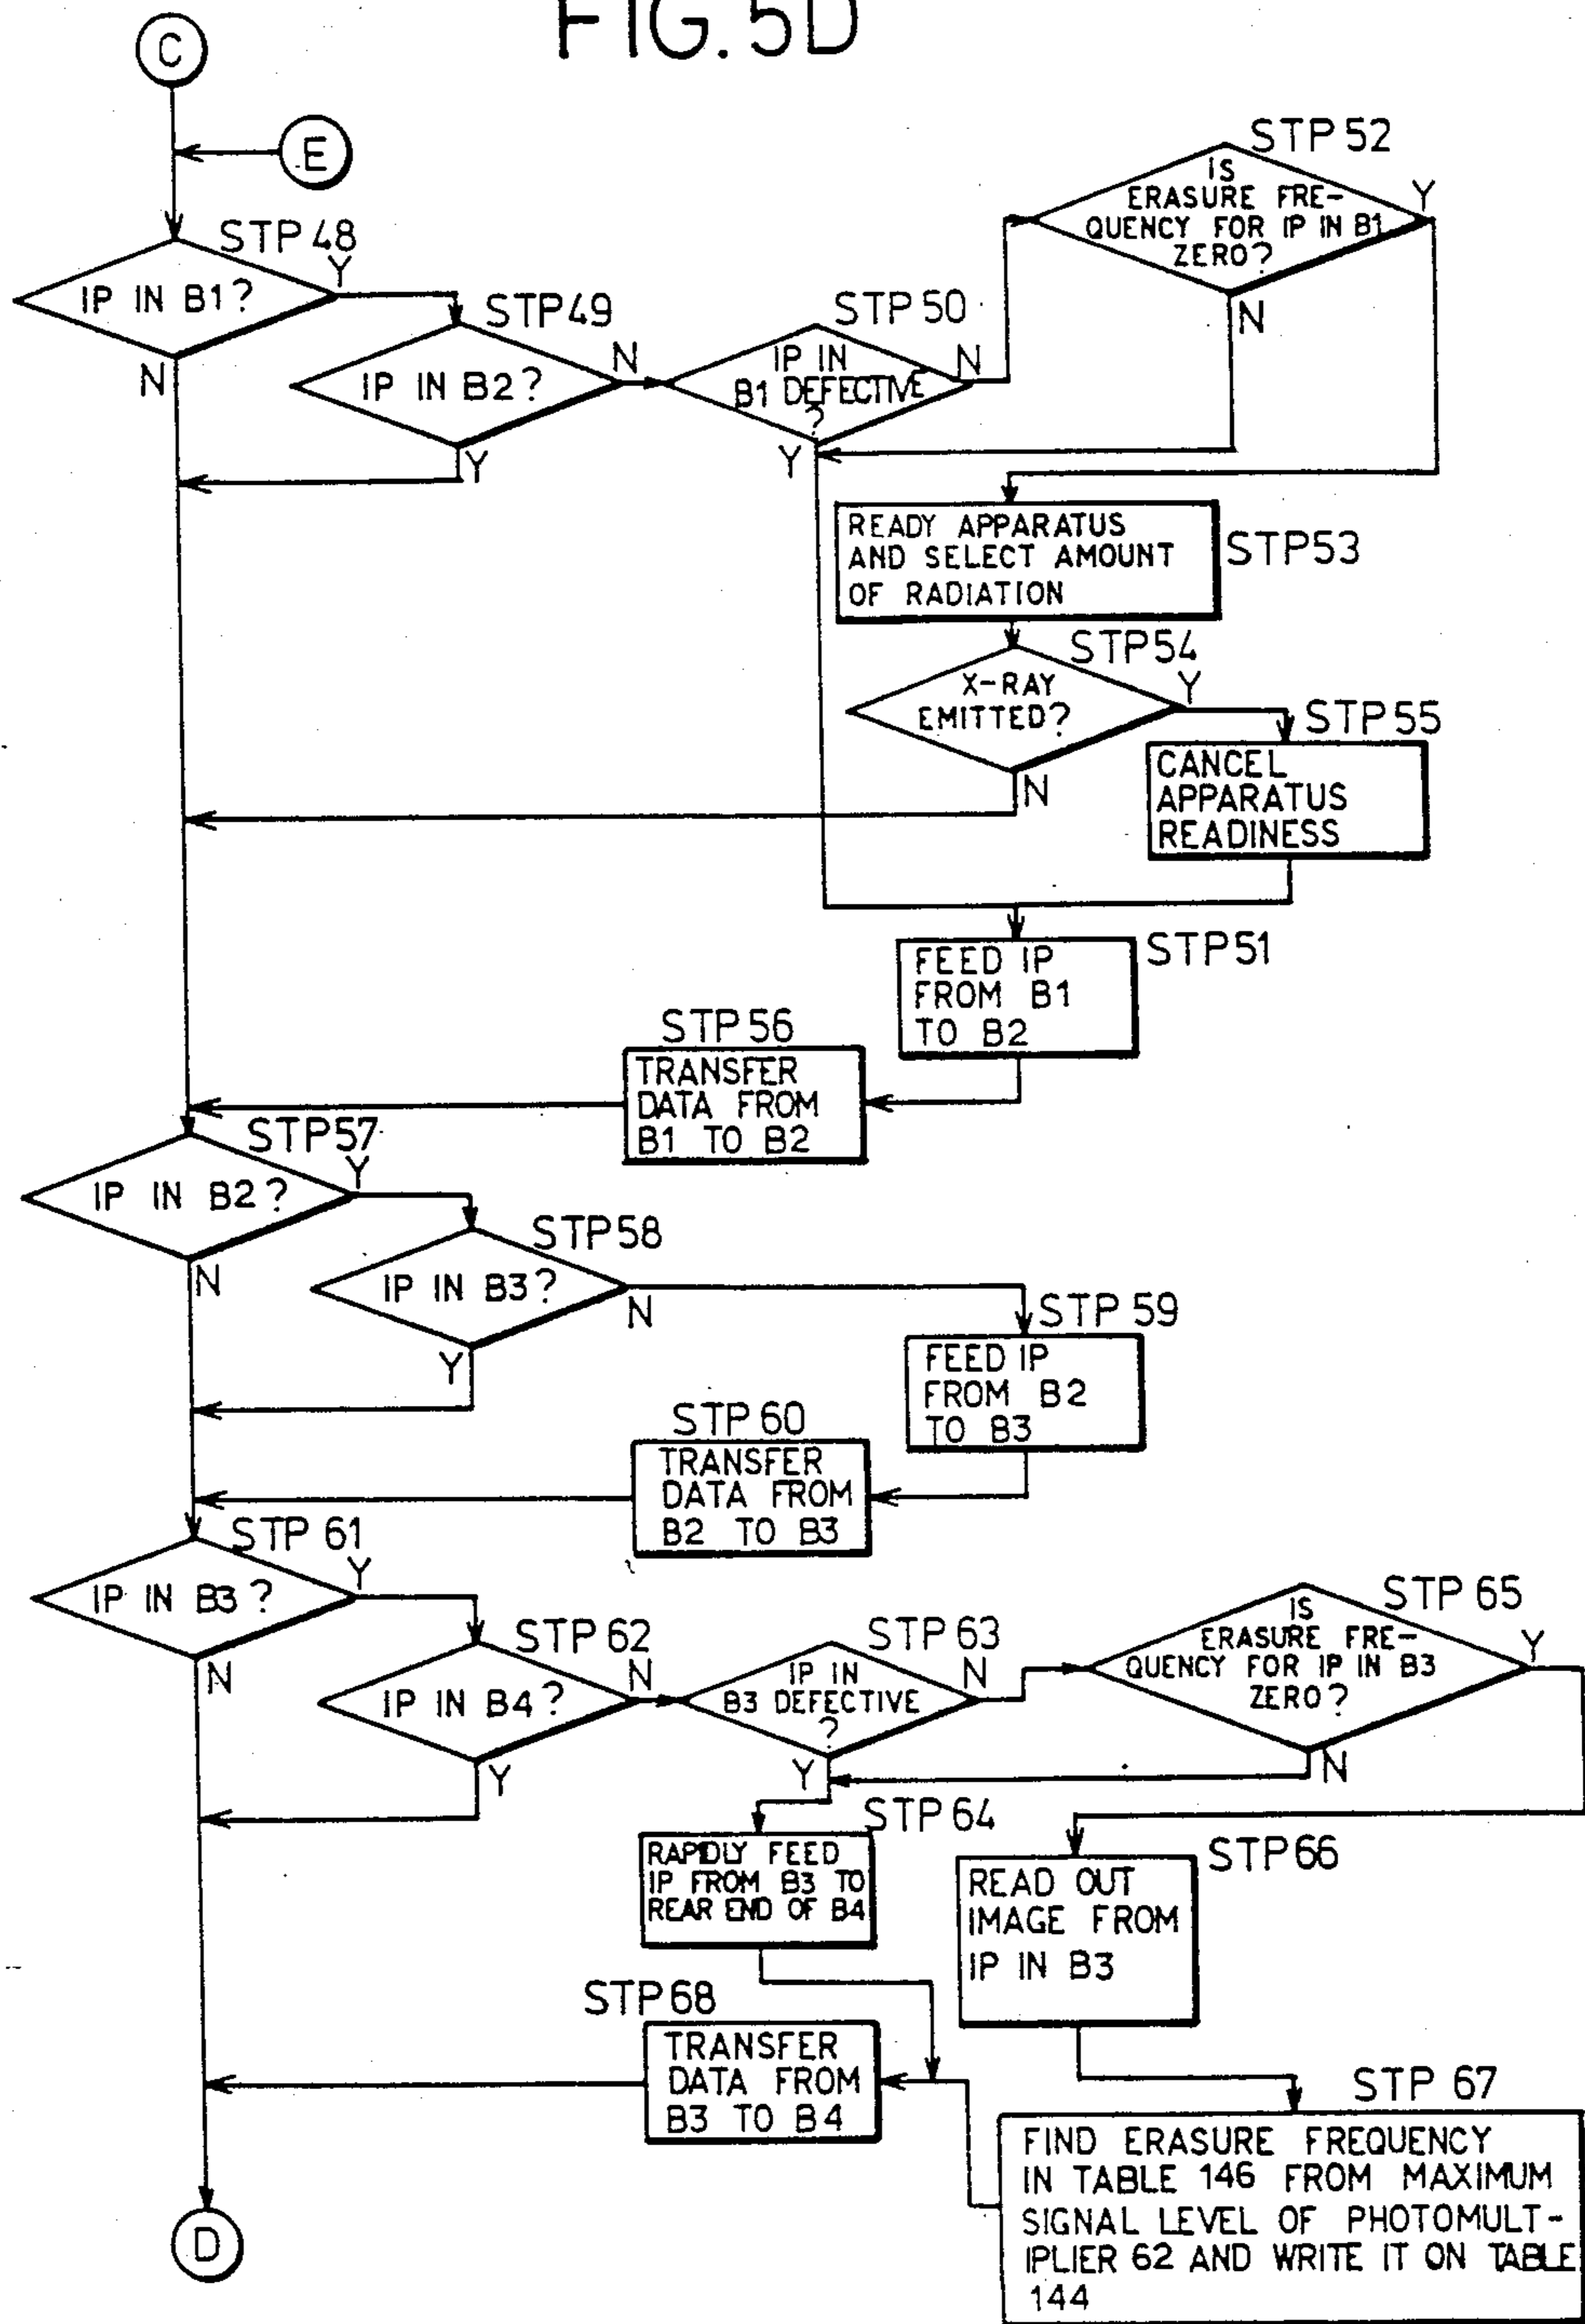 FIG. 5D
C
E
STP 48
IP IN B1?
Y
N
STP49
IP IN B2?
N
Y
STP 50
IP IN
B1 DEFECTIVE
?
N
Y
STP 52
IS
ERASURE FRE-
QUENCY FOR IP IN B1
ZERO?
Y
N
READY APPARATUS
AND SELECT AMOUNT
OF RADIATION
STP53
STP54
X-RAY
EMITTED?
Y
N
STP55
CANCEL
APPARATUS
READINESS
STP51
FEED IP
FROM B1
TO B2
STP56
TRANSFER
DATA FROM
B1 TO B2
STP57
IP IN B2?
Y
N
STP58
IP IN B3?
N
Y
STP 59
FEED IP
FROM B2
TO B3
STP60
TRANSFER
DATA FROM
B2 TO B3
STP 61
IP IN B3?
Y
N
STP 62
IP IN B4?
N
Y
STP 63
IP IN
B3 DEFECTIVE
?
N
Y
STP 65
IS
ERASURE FRE-
QUENCY FOR IP IN B3
ZERO?
Y
N
STP 64
RAPIDLY FEED
IP FROM B3 TO
REAR END OF B4
STP66
READ OUT
IMAGE FROM
IP IN B3
STP68
TRANSFER
DATA FROM
B3 TO B4
STP 67
FIND ERASURE FREQUENCY
IN TABLE 146 FROM MAXIMUM
SIGNAL LEVEL OF PHOTOMULT-
IPLIER 62 AND WRITE IT ON TABLE
144
D